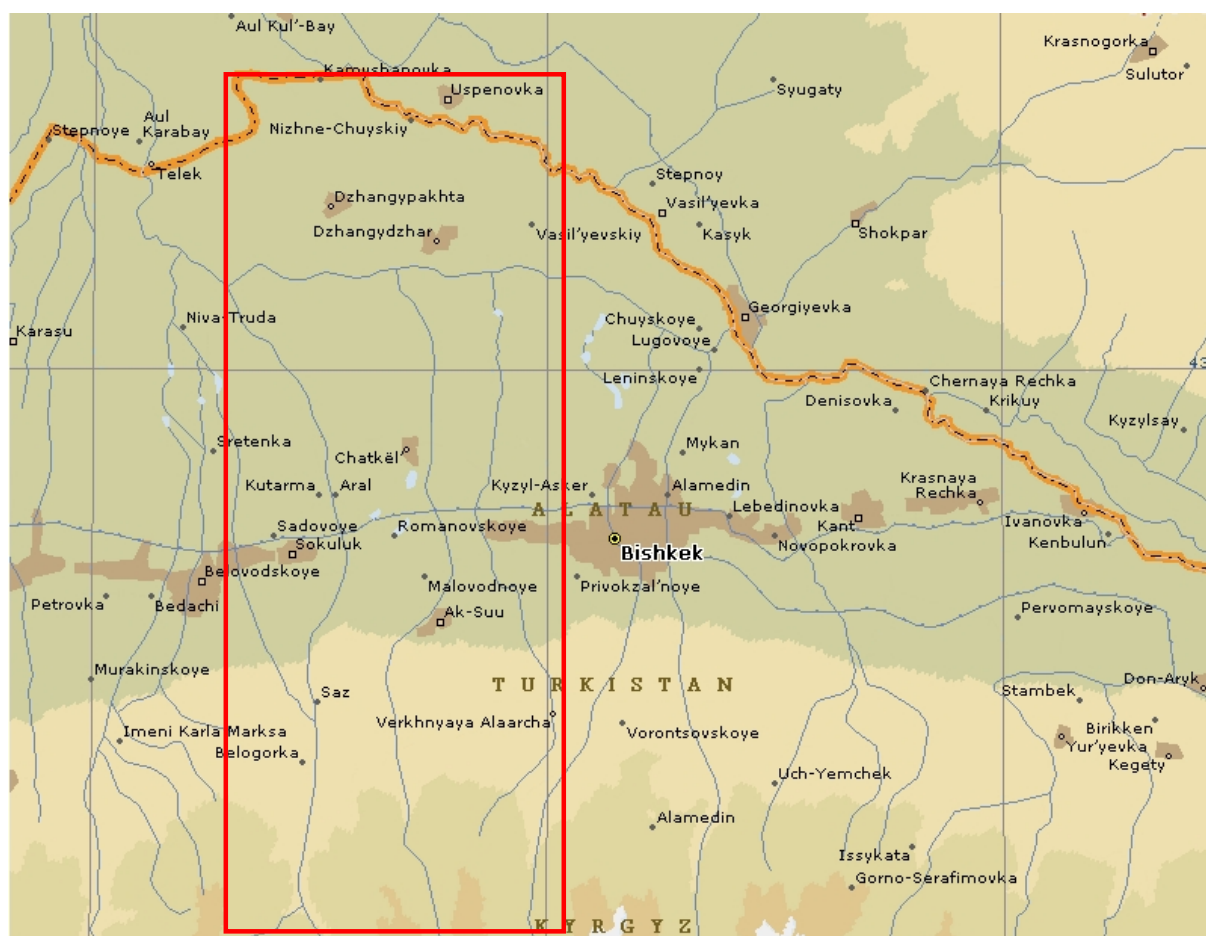 Aul Kul'-Bay
Krasnogorka
Sulutor
Kamyshanovka
Uspenovka
Syugaty
Aul
Karabay
Stepnoye
Nizhne-Chuyskiy
Telek
Stepnoy
Dzhangypakhta
Vasil'yevka
Dzhangydzhar
Vasil'yevskiy
Kasyk
Shokpar
Georgiyevka
Niva-Truda
Chuyskoye
Karasu
Lugovoye
43
Leninskoye
Chernaya Rechka
Denisovka
Krikuy
Kyzylsay
Sretenka
Mykan
Chatkël'
Krasnaya
Rechka
Kutarma
Aral
Kyzyl-Asker
Alamedin
ALATAU
Lebedinovka
Sadovoye
Romanovskoye
Kant
Ivanovka
Sokuluk
Bishkek
Novopokrovka
Kenbulun
Belovodskoye
Malovodnoye
Privokzal'noye
Petrovka
Bedachi
Ak-Suu
Pervomayskoye
Murakinskoye
TURKISTAN
Don-Aryk
Saz
Stambek
Verkhnyaya Alaarcha
Imeni Karla Marksa
Vorontsovskoye
Birikken
Yur'yevka
Belogorka
Kegety
Uch-Yemchek
Alamedin
Issykata
Gorno-Serafimovka
KYRGYZ